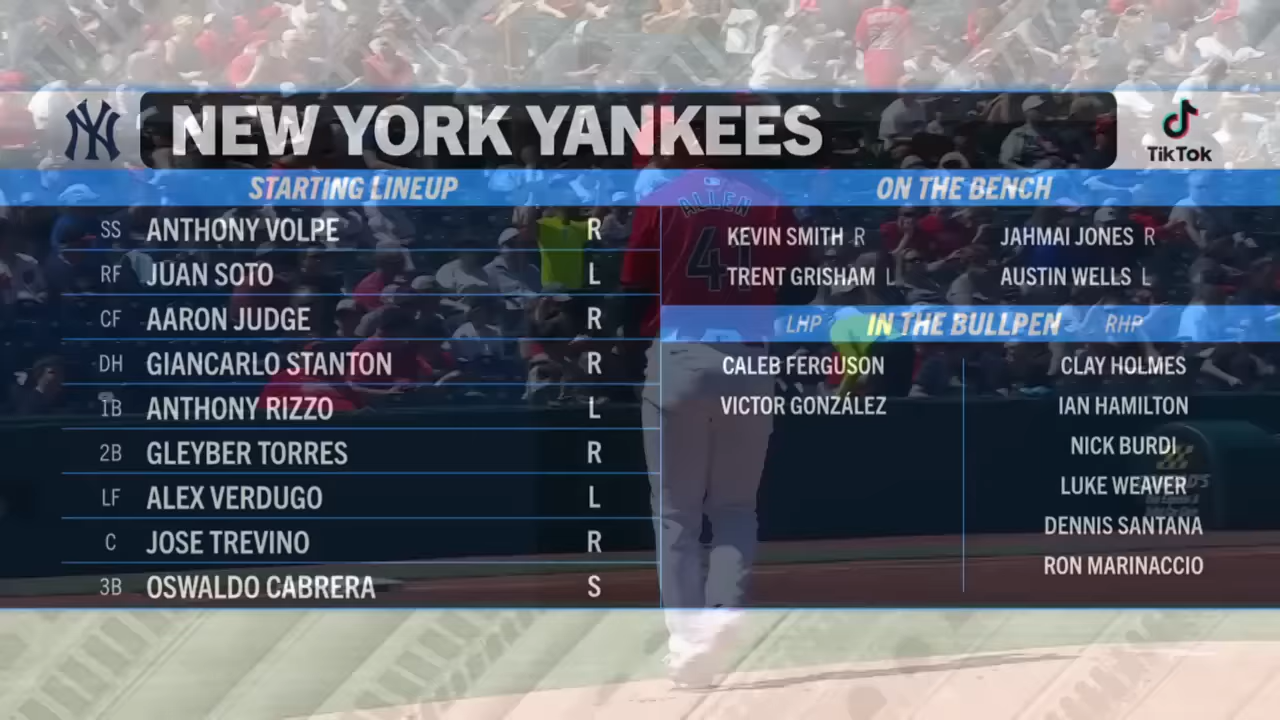 NEW YORK YANKEES
TikTok
STARTING LINEUP
SS ANTHONY VOLPE R
RF JUAN SOTO L
CF AARON JUDGE R
DH GIANCARLO STANTON R
1B ANTHONY RIZZO L
2B GLEYBER TORRES R
LF ALEX VERDUGO L
C JOSE TREVINO R
3B OSWALDO CABRERA S
ON THE BENCH
KEVIN SMITH R JAHMAI JONES R
TRENT GRISHAM L AUSTIN WELLS L
LHP IN THE BULLPEN RHP
CALEB FERGUSON CLAY HOLMES
VICTOR GONZÁLEZ IAN HAMILTON
NICK BURDI
LUKE WEAVER
DENNIS SANTANA
RON MARINACCIO
ALLEN
41